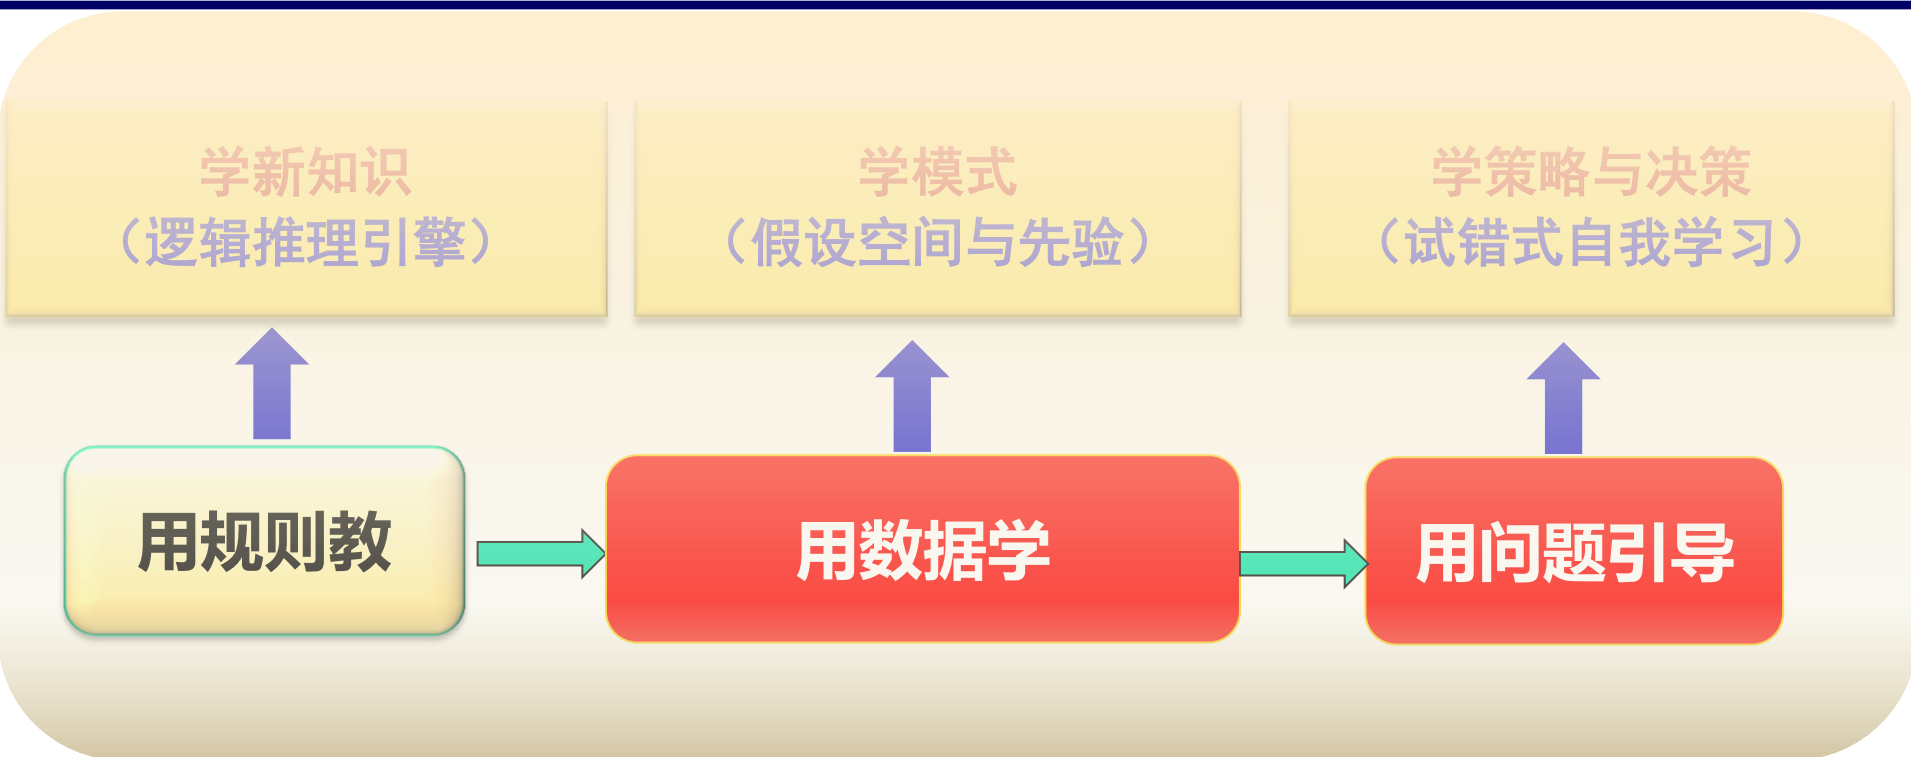 学新知识
（逻辑推理引擎）
学模式
（假设空间与先验）
学策略与决策
（试错式自我学习）
用规则教
用数据学
用问题引导